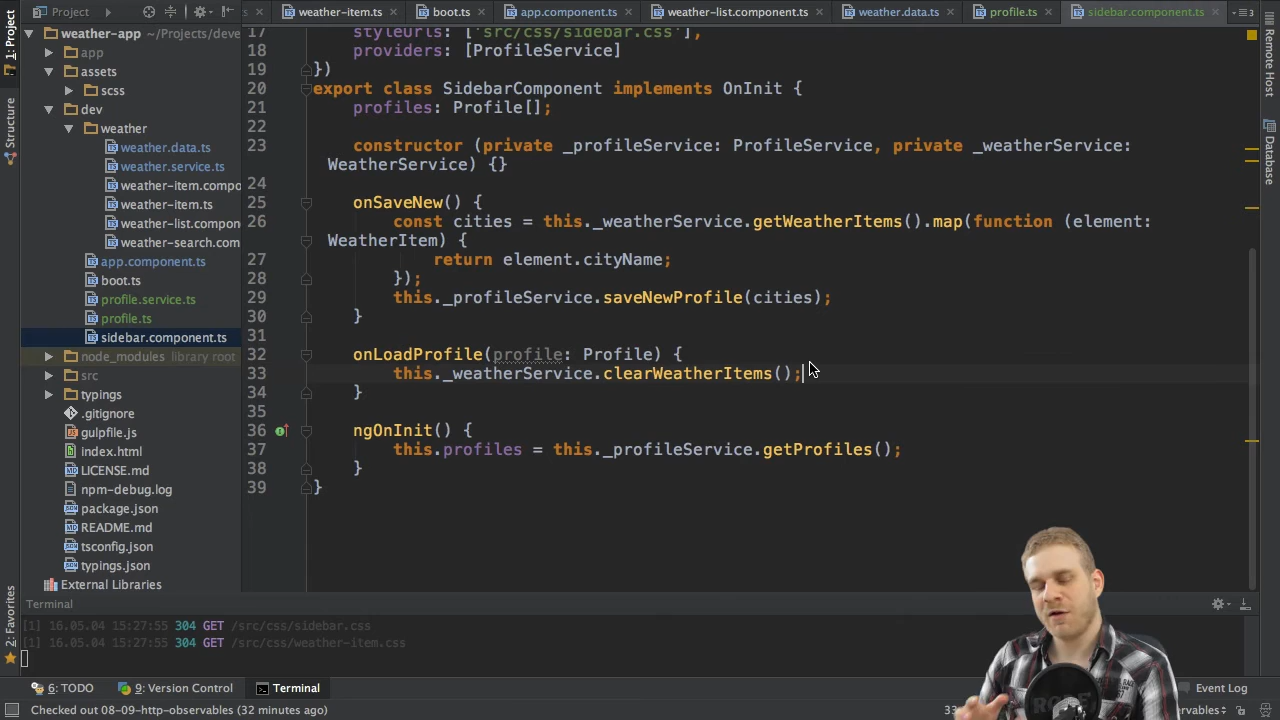 Project
weather-item.ts
boot.ts
app.component.ts
weather-list.component.ts
weather.data.ts
profile.ts
sidebar.component.ts
3
1: Project
Structure
2: Favorites
Remote Host
Database
weather-app ~/Projects/deve
app
assets
scss
dev
weather
weather.data.ts
weather.service.ts
weather-item.compo
weather-item.ts
weather-list.compon
weather-search.com
app.component.ts
boot.ts
profile.service.ts
profile.ts
sidebar.component.ts
node_modules library root
src
typings
.gitignore
gulpfile.js
index.html
LICENSE.md
npm-debug.log
package.json
README.md
tsconfig.json
typings.json
External Libraries
17 styleUrls: ['src/css/sidebar.css'],
18 providers: [ProfileService]
19 })
20 export class SidebarComponent implements OnInit {
21 profiles: Profile[];
22
23 constructor (private _profileService: ProfileService, private _weatherService:
WeatherService) {}
24
25 onSaveNew() {
26 const cities = this._weatherService.getWeatherItems().map(function (element:
WeatherItem) {
27 return element.cityName;
28 });
29 this._profileService.saveNewProfile(cities);
30 }
31
32 onLoadProfile(profile: Profile) {
33 this._weatherService.clearWeatherItems();
34 }
35
36 ngOnInit() {
37 this.profiles = this._profileService.getProfiles();
38 }
39 }
Terminal
[1] 16.05.04 15:27:55 304 GET /src/css/sidebar.css
[1] 16.05.04 15:27:55 304 GET /src/css/weather-item.css
6: TODO
9: Version Control
Terminal
Event Log
Checked out 08-09-http-observables (32 minutes ago)